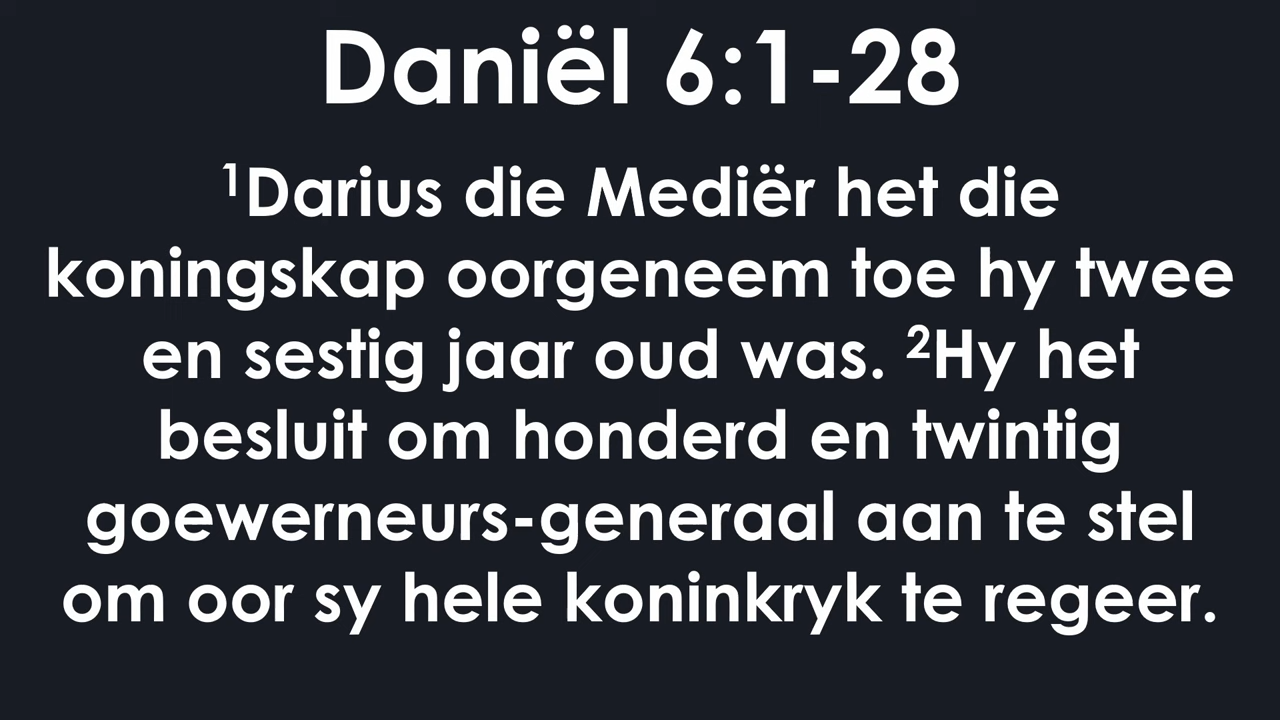 Daniël 6:1-28
¹Darius die Mediër het die
koningskap oorgeneem toe hy twee
en sestig jaar oud was. ²Hy het
besluit om honderd en twintig
goewerneurs-generaal aan te stel
om oor sy hele koninkryk te regeer.